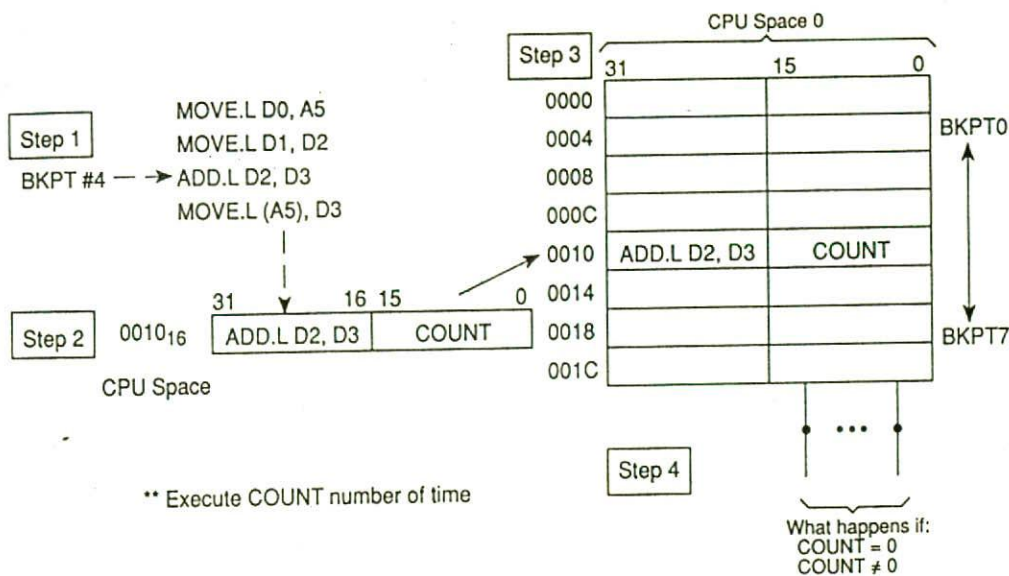 CPU Space 0
Step 3
31 15 0
Step 1
MOVE.L D0, A5
MOVE.L D1, D2
BKPT #4
ADD.L D2, D3
MOVE.L (A5), D3
0000
0004
0008
000C
0010 ADD.L D2, D3 COUNT
0014
0018
001C
BKPT0
BKPT7
Step 2
31 16 15 0
0010₁₆ ADD.L D2, D3 COUNT
CPU Space
Step 4
•••
** Execute COUNT number of time
What happens if:
COUNT = 0
COUNT ≠ 0